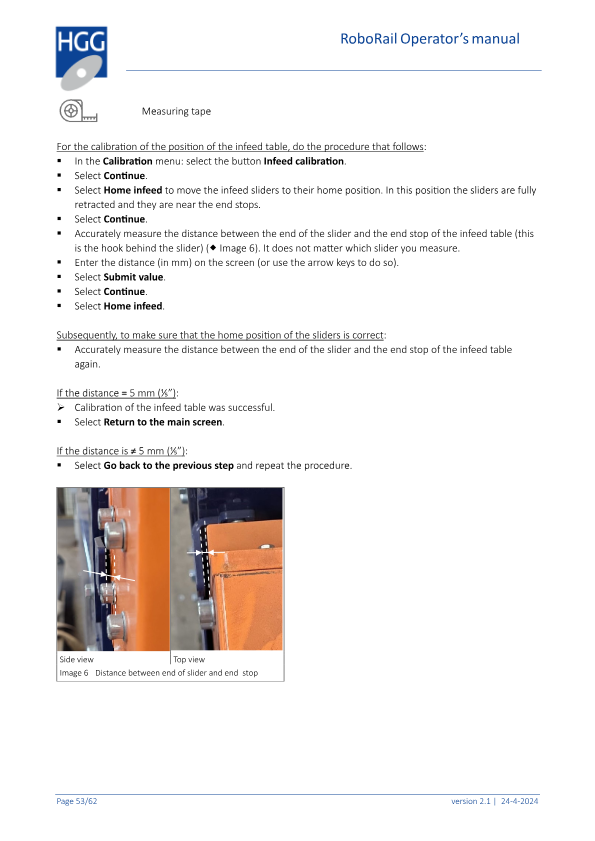 HGG
RoboRail Operator's manual
Measuring tape
For the calibration of the position of the infeed table, do the procedure that follows:
▪ In the Calibration menu: select the button Infeed calibration.
▪ Select Continue.
▪ Select Home infeed to move the infeed sliders to their home position. In this position the sliders are fully
retracted and they are near the end stops.
▪ Select Continue.
▪ Accurately measure the distance between the end of the slider and the end stop of the infeed table (this
is the hook behind the slider) (◆ Image 6). It does not matter which slider you measure.
▪ Enter the distance (in mm) on the screen (or use the arrow keys to do so).
▪ Select Submit value.
▪ Select Continue.
▪ Select Home infeed.
Subsequently, to make sure that the home position of the sliders is correct:
▪ Accurately measure the distance between the end of the slider and the end stop of the infeed table
again.
If the distance = 5 mm (⅕"):
➢ Calibration of the infeed table was successful.
▪ Select Return to the main screen.
If the distance is ≠ 5 mm (⅕"):
▪ Select Go back to the previous step and repeat the procedure.
Side view
Top view
Image 6 Distance between end of slider and end stop
Page 53/62
version 2.1 | 24-4-2024